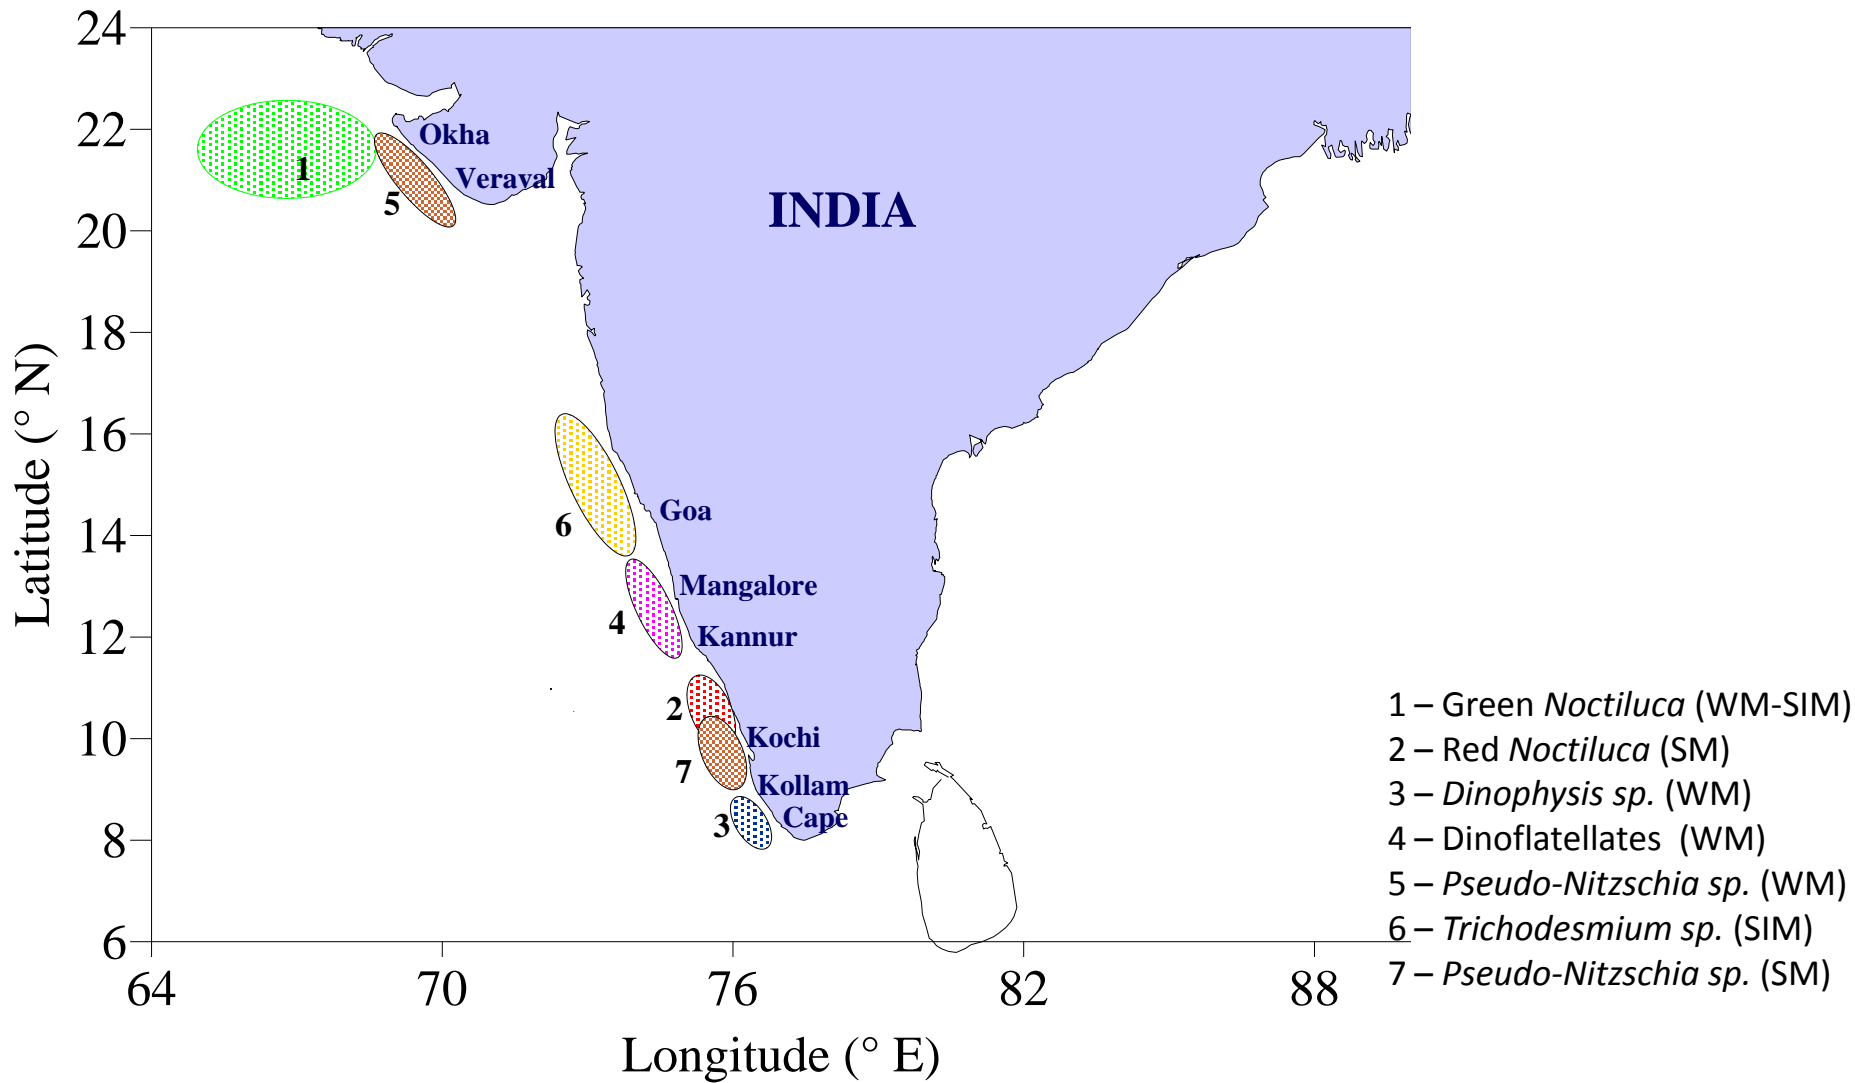 24
22
20
18
16
14
12
10
8
6
Latitude (° N)
64 70 76 82 88
Longitude (° E)
INDIA
Okha
Veraval
Goa
Mangalore
Kannur
Kochi
Kollam
Cape
1
5
6
4
2
7
3
1 – Green Noctiluca (WM-SIM)
2 – Red Noctiluca (SM)
3 – Dinophysis sp. (WM)
4 – Dinoflatellates (WM)
5 – Pseudo-Nitzschia sp. (WM)
6 – Trichodesmium sp. (SIM)
7 – Pseudo-Nitzschia sp. (SM)